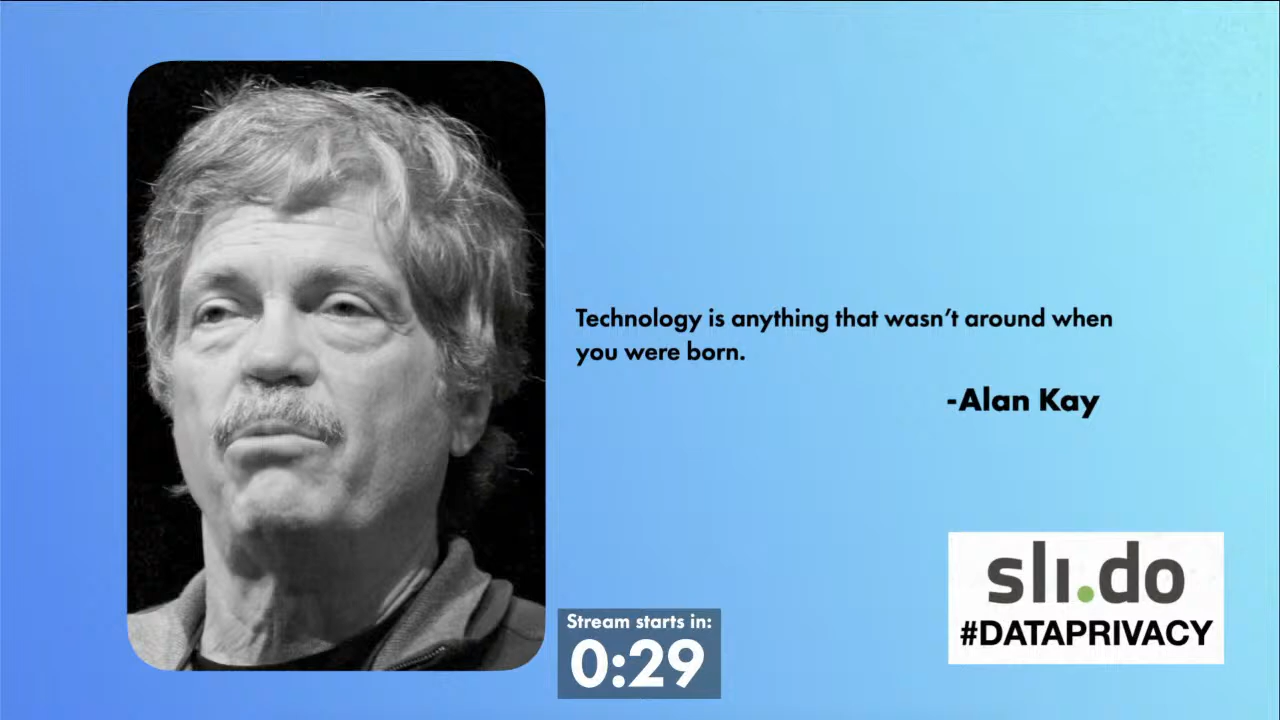 Technology is anything that wasn’t around when
you were born.
-Alan Kay
Stream starts in:
0:29
sli.do
#DATAPRIVACY